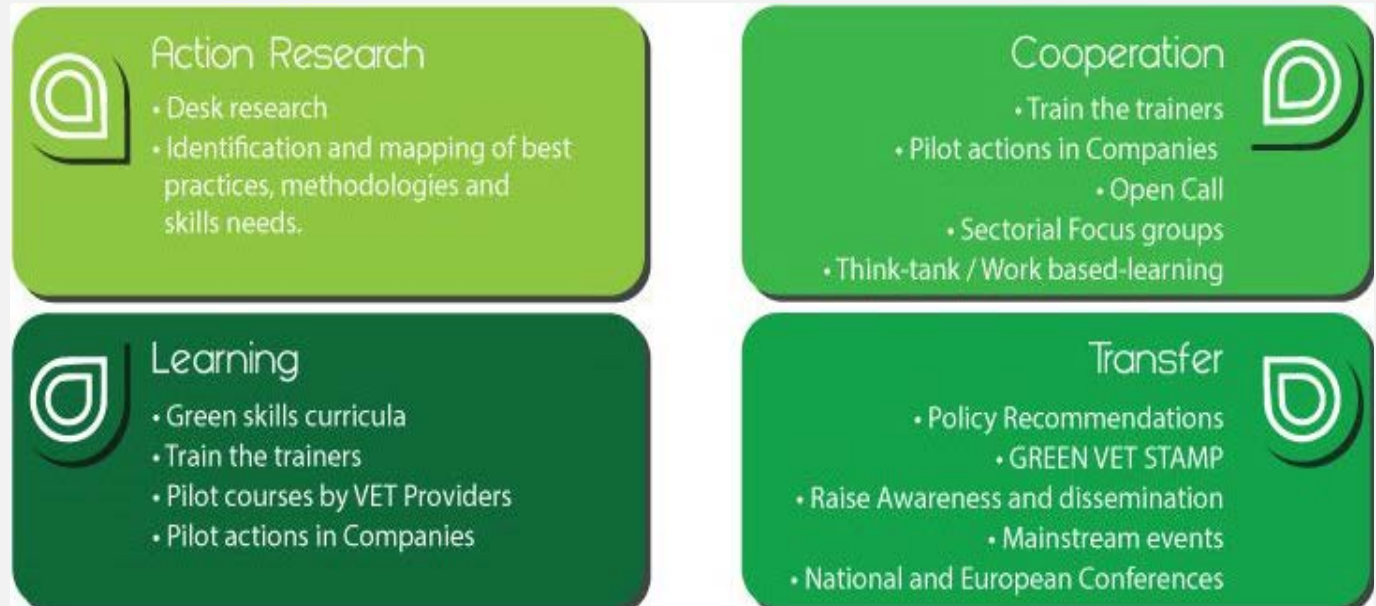 Action Research
• Desk research
• Identification and mapping of best
practices, methodologies and
skills needs.
Cooperation
• Train the trainers
• Pilot actions in Companies
• Open Call
• Sectorial Focus groups
• Think-tank / Work based-learning
Learning
• Green skills curricula
• Train the trainers
• Pilot courses by VET Providers
• Pilot actions in Companies
Transfer
• Policy Recommendations
• GREEN VET STAMP
• Raise Awareness and dissemination
• Mainstream events
• National and European Conferences